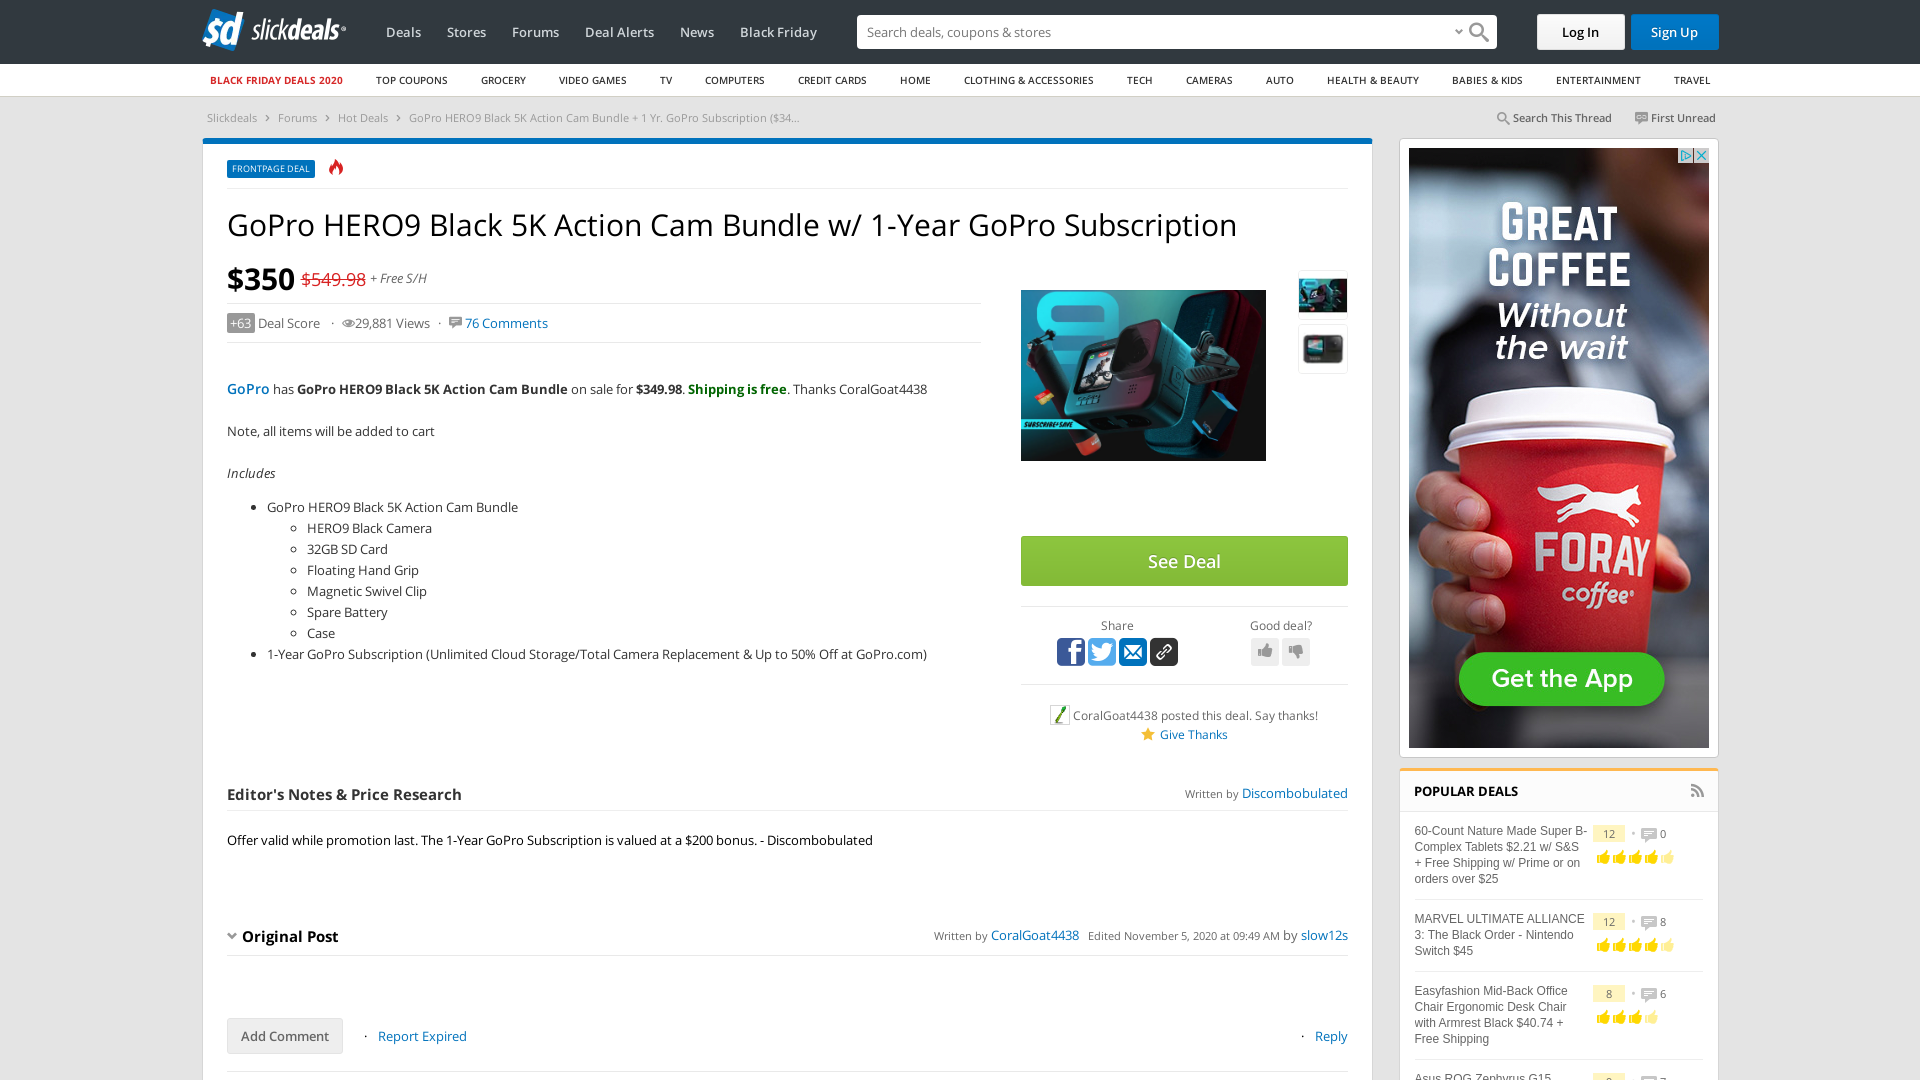 slickdeals
Deals
Stores
Forums
Deal Alerts
News
Black Friday
Search deals, coupons & stores
Log In
Sign Up
BLACK FRIDAY DEALS 2020
TOP COUPONS
GROCERY
VIDEO GAMES
TV
COMPUTERS
CREDIT CARDS
HOME
CLOTHING & ACCESSORIES
TECH
CAMERAS
AUTO
HEALTH & BEAUTY
BABIES & KIDS
ENTERTAINMENT
TRAVEL
Slickdeals > Forums > Hot Deals > GoPro HERO9 Black 5K Action Cam Bundle + 1 Yr. GoPro Subscription ($34...
Search This Thread
First Unread
FRONTPAGE DEAL
GoPro HERO9 Black 5K Action Cam Bundle w/ 1-Year GoPro Subscription
$350 $549.98 + Free S/H
+63 Deal Score · 29,881 Views · 76 Comments
GoPro has GoPro HERO9 Black 5K Action Cam Bundle on sale for $349.98. Shipping is free. Thanks CoralGoat4438
Note, all items will be added to cart
Includes
GoPro HERO9 Black 5K Action Cam Bundle
HERO9 Black Camera
32GB SD Card
Floating Hand Grip
Magnetic Swivel Clip
Spare Battery
Case
1-Year GoPro Subscription (Unlimited Cloud Storage/Total Camera Replacement & Up to 50% Off at GoPro.com)
SUBSCRIBE+SAVE
See Deal
Share
Good deal?
CoralGoat4438 posted this deal. Say thanks!
Give Thanks
Editor's Notes & Price Research
Written by Discombobulated
Offer valid while promotion last. The 1-Year GoPro Subscription is valued at a $200 bonus. - Discombobulated
Original Post
Written by CoralGoat4438 Edited November 5, 2020 at 09:49 AM by slow12s
Add Comment
· Report Expired
· Reply
GREAT
COFFEE
Without
the wait
FORAY
coffee®
Get the App
POPULAR DEALS
60-Count Nature Made Super B-
Complex Tablets $2.21 w/ S&S
+ Free Shipping w/ Prime or on
orders over $25
12 • 0
MARVEL ULTIMATE ALLIANCE
3: The Black Order - Nintendo
Switch $45
12 • 8
Easyfashion Mid-Back Office
Chair Ergonomic Desk Chair
with Armrest Black $40.74 +
Free Shipping
8 • 6
Asus ROG Zephyrus G15